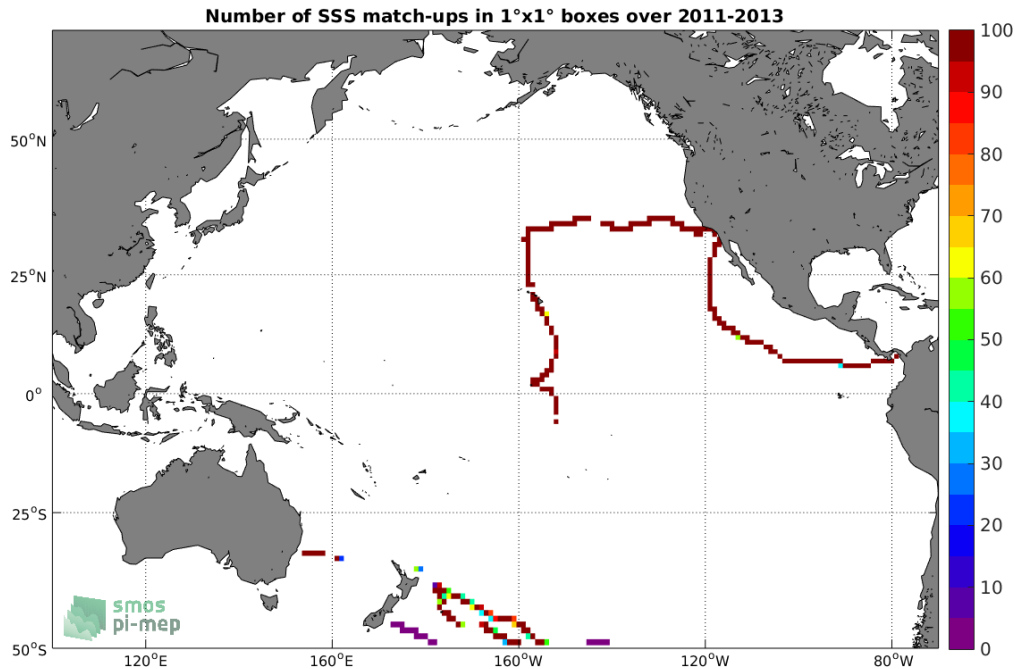 Number of SSS match-ups in 1°x1° boxes over 2011-2013
100
90
80
70
60
50
40
30
20
10
0
50°N
25°N
0°
25°S
50°S
120°E
160°E
160°W
120°W
80°W
smos
pi-mep